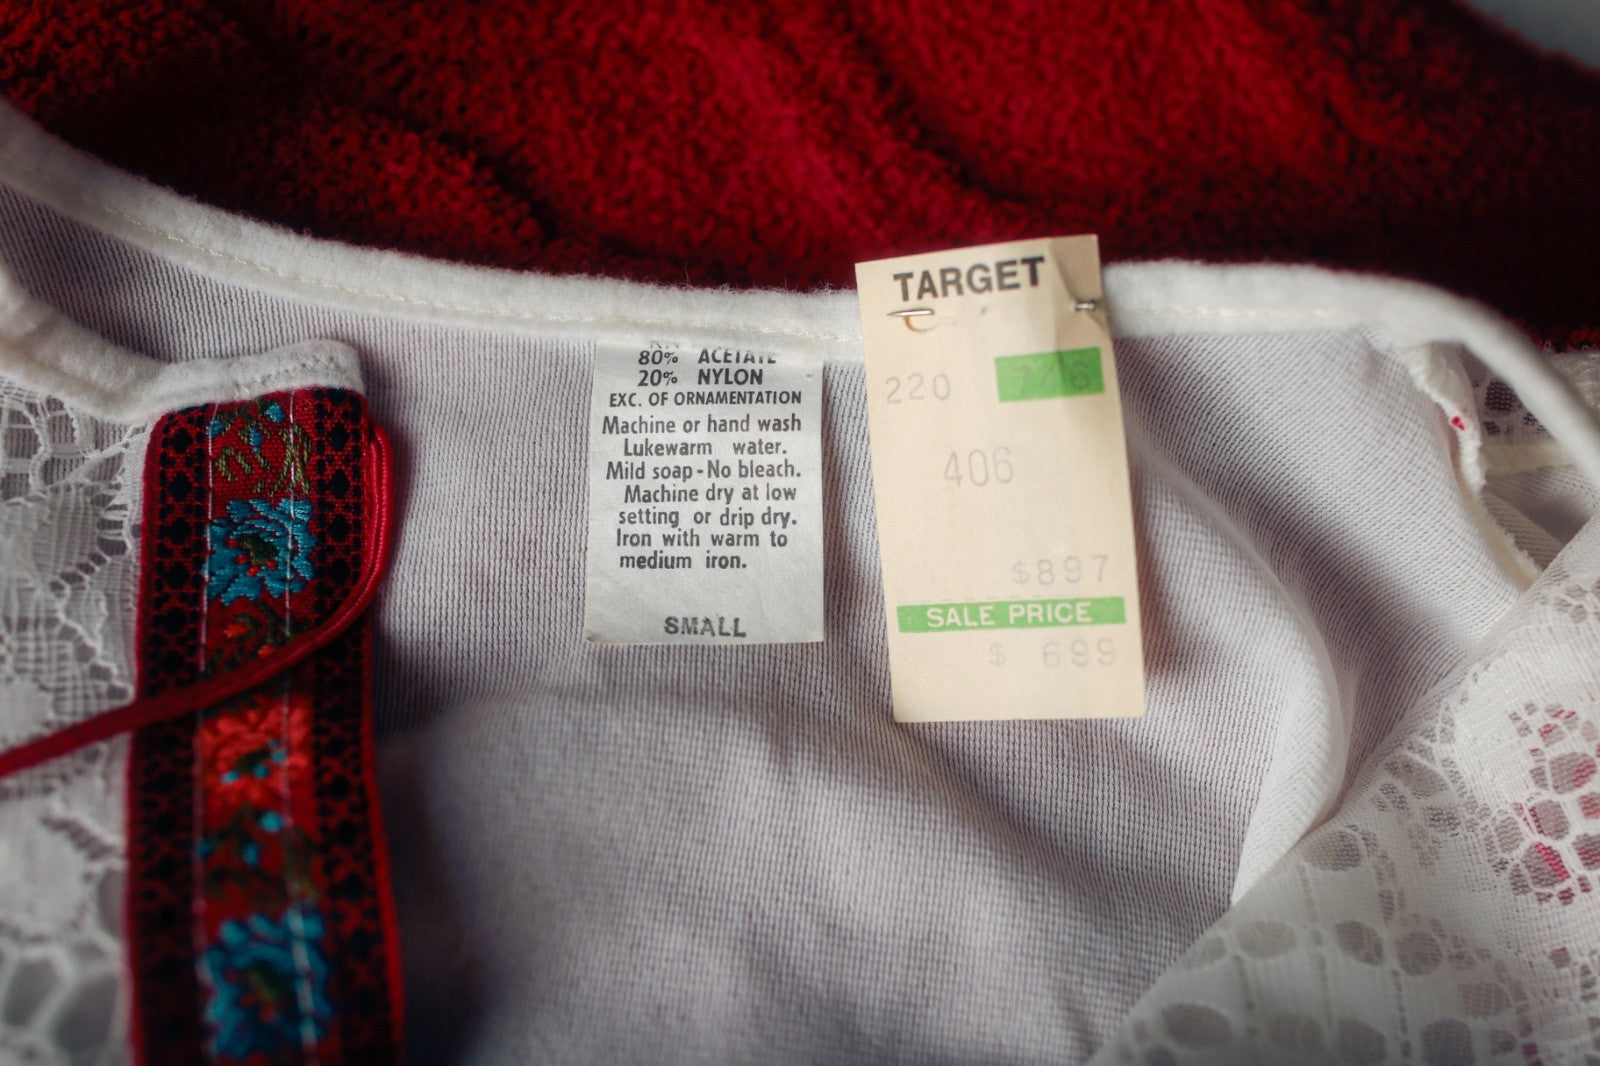 80% ACETATE
20% NYLON
EXC. OF ORNAMENTATION
Machine or hand wash
Lukewarm water.
Mild soap - No bleach.
Machine dry at low
setting or drip dry.
Iron with warm to
medium iron.
SMALL
TARGET
220
406
$897
SALE PRICE
$ 699